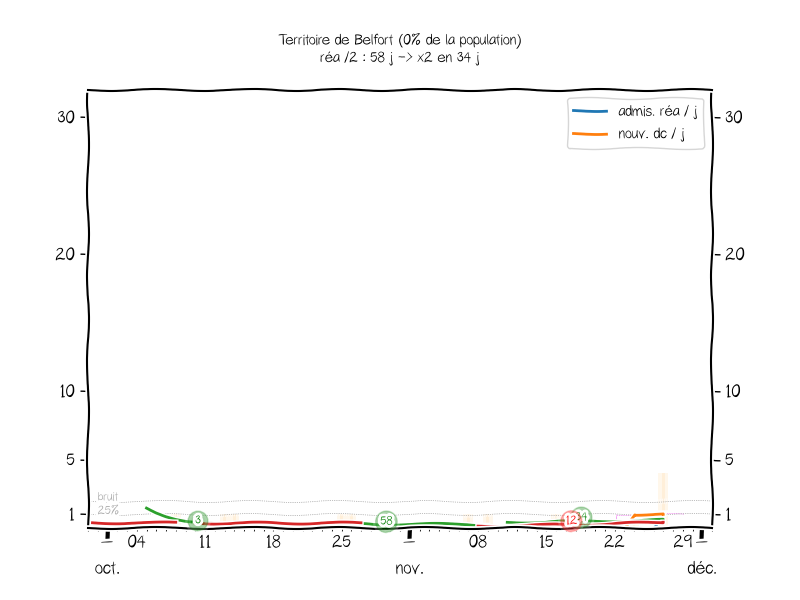 Territoire de Belfort (0% de la population)
réa /2 : 58 j -> x2 en 34 j
admis. réa / j
nouv. dc / j
30
30
20
20
10
10
5
5
bruit
25%
1
1
3
58
12
04
11
18
25
08
15
22
29
oct.
nov.
déc.